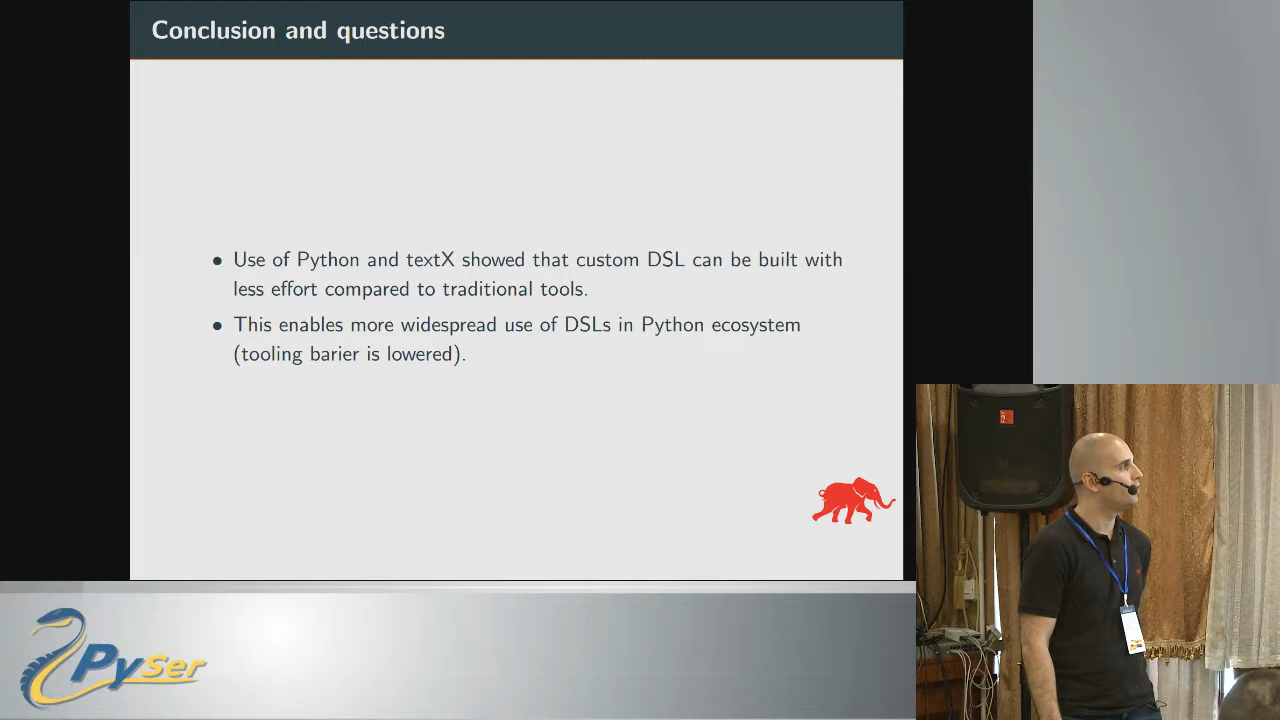 Conclusion and questions
• Use of Python and textX showed that custom DSL can be built with
less effort compared to traditional tools.
• This enables more widespread use of DSLs in Python ecosystem
(tooling barier is lowered).
PySer